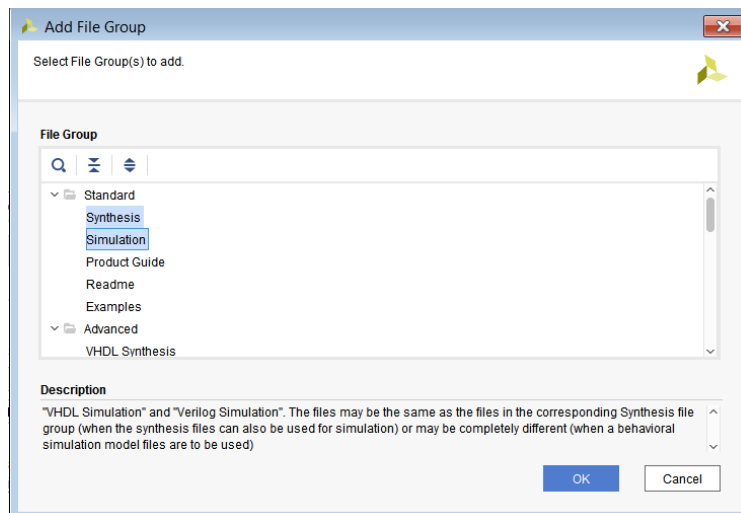 Add File Group
Select File Group(s) to add.
File Group
Standard
Synthesis
Simulation
Product Guide
Readme
Examples
Advanced
VHDL Synthesis
Description
"VHDL Simulation" and "Verilog Simulation". The files may be the same as the files in the corresponding Synthesis file
group (when the synthesis files can also be used for simulation) or may be completely different (when a behavioral
simulation model files are to be used)
OK Cancel